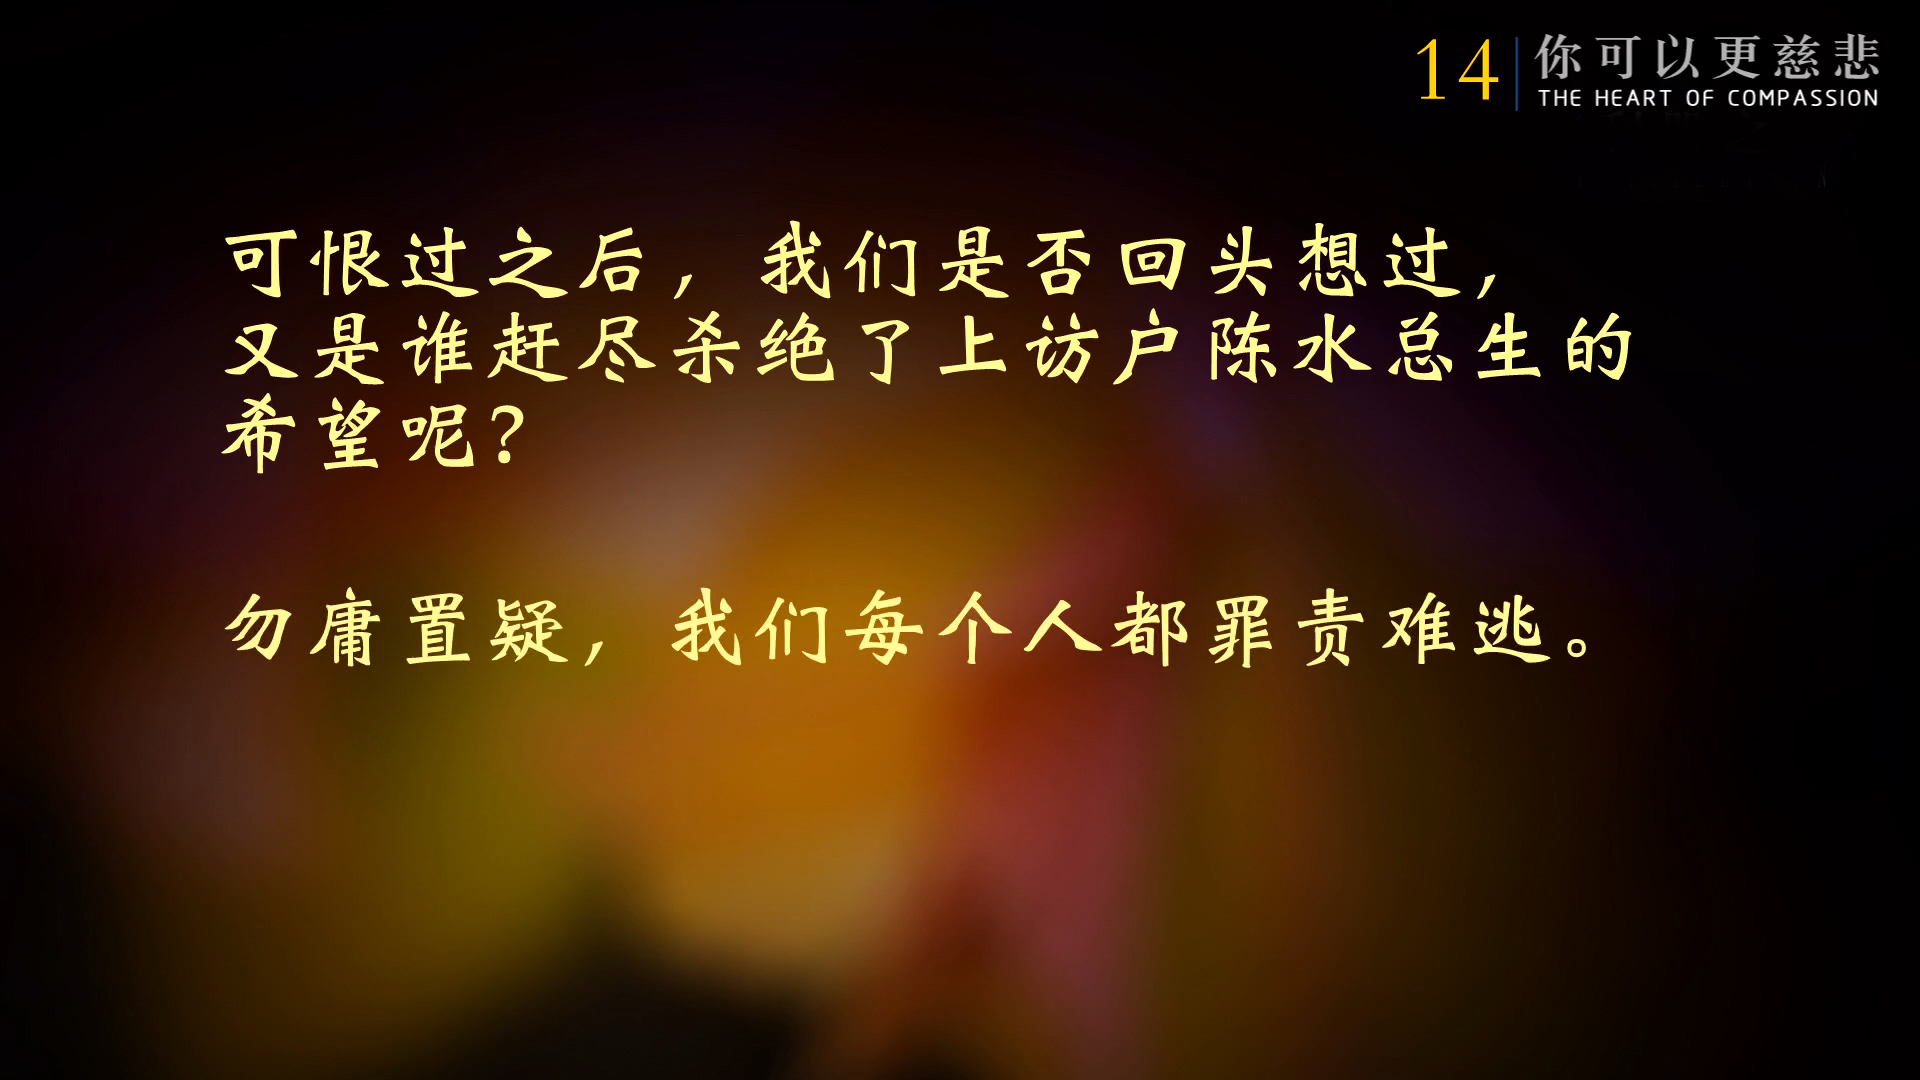 14
你可以更慈悲
THE HEART OF COMPASSION
可恨过之后，我们是否回头想过，
又是谁赶尽杀绝了上访户陈水总生的
希望呢？
勿庸置疑，我们每个人都罪责难逃。